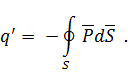 q′ = − ∮_S P̅dS̅ .